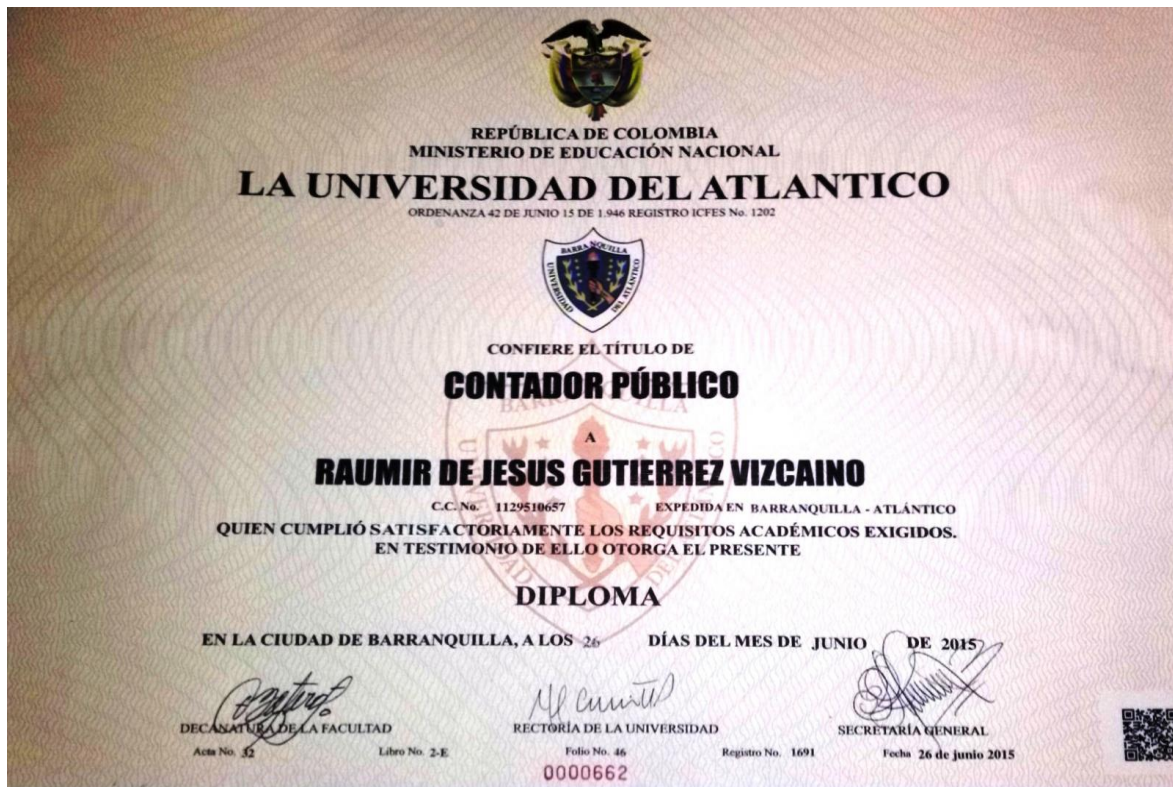 REPÚBLICA DE COLOMBIA
MINISTERIO DE EDUCACIÓN NACIONAL
LA UNIVERSIDAD DEL ATLANTICO
ORDENANZA 42 DE JUNIO 15 DE 1.946 REGISTRO ICFES No. 1202
BARRANQUILLA
UNIVERSIDAD DEL ATLANTICO
CONFIERE EL TÍTULO DE
CONTADOR PÚBLICO
BARRANQUILLA
UNIVERSIDAD DEL ATLANTICO
A
RAUMIR DE JESUS GUTIERREZ VIZCAINO
C.C. No. 1129510657 EXPEDIDA EN BARRANQUILLA - ATLÁNTICO
QUIEN CUMPLIÓ SATISFACTORIAMENTE LOS REQUISITOS ACADÉMICOS EXIGIDOS.
EN TESTIMONIO DE ELLO OTORGA EL PRESENTE
DIPLOMA
EN LA CIUDAD DE BARRANQUILLA, A LOS 26 DÍAS DEL MES DE JUNIO DE 2015
DECANATURA DE LA FACULTAD RECTORÍA DE LA UNIVERSIDAD SECRETARÍA GENERAL
Acta No. 32 Libro No. 2-E Folio No. 46 Registro No. 1691 Fecha 26 de junio 2015
0000662